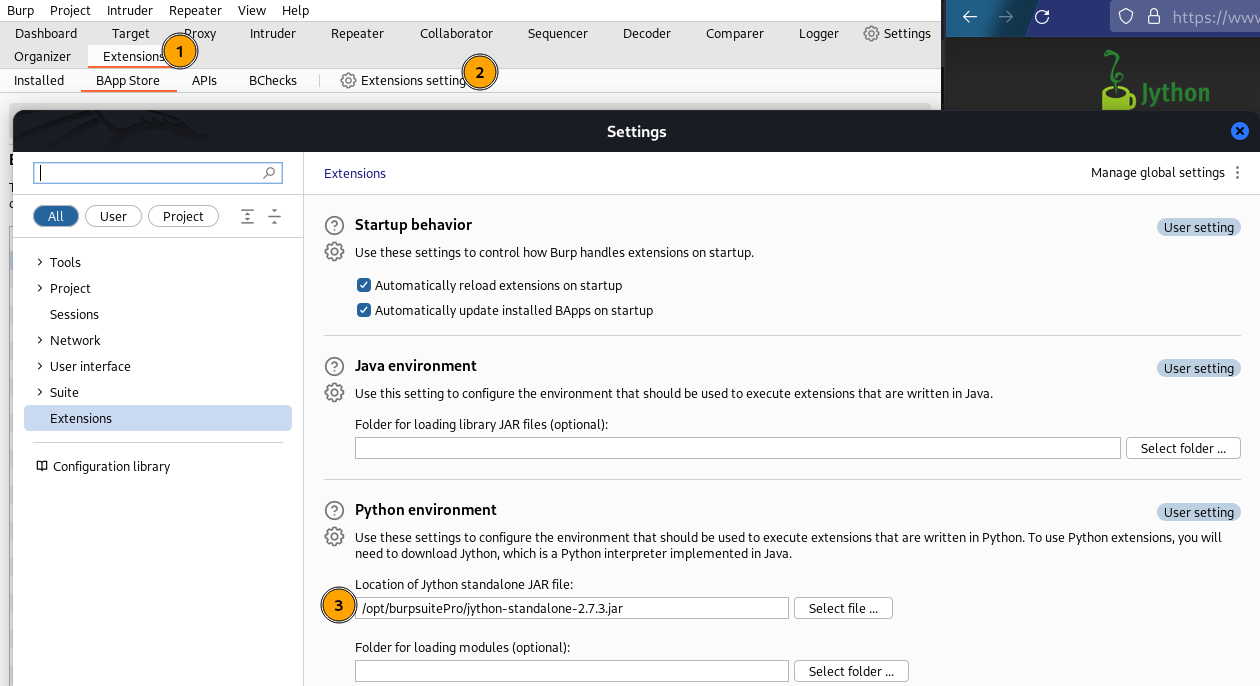 Burp Project Intruder Repeater View Help
Dashboard Target Proxy Intruder Repeater Collaborator Sequencer Decoder Comparer Logger Settings
Organizer Extensions 1
Installed BApp Store APIs BChecks Extensions setting 2
https://www
Jython
Settings
Extensions
Manage global settings
All User Project
Tools
Project
Sessions
Network
User interface
Suite
Extensions
Configuration library
Startup behavior
User setting
Use these settings to control how Burp handles extensions on startup.
Automatically reload extensions on startup
Automatically update installed BApps on startup
Java environment
User setting
Use this setting to configure the environment that should be used to execute extensions that are written in Java.
Folder for loading library JAR files (optional):
Select folder ...
Python environment
User setting
Use these settings to configure the environment that should be used to execute extensions that are written in Python. To use Python extensions, you will
need to download Jython, which is a Python interpreter implemented in Java.
Location of Jython standalone JAR file:
3 /opt/burpsuitePro/jython-standalone-2.7.3.jar Select file ...
Folder for loading modules (optional):
Select folder ...